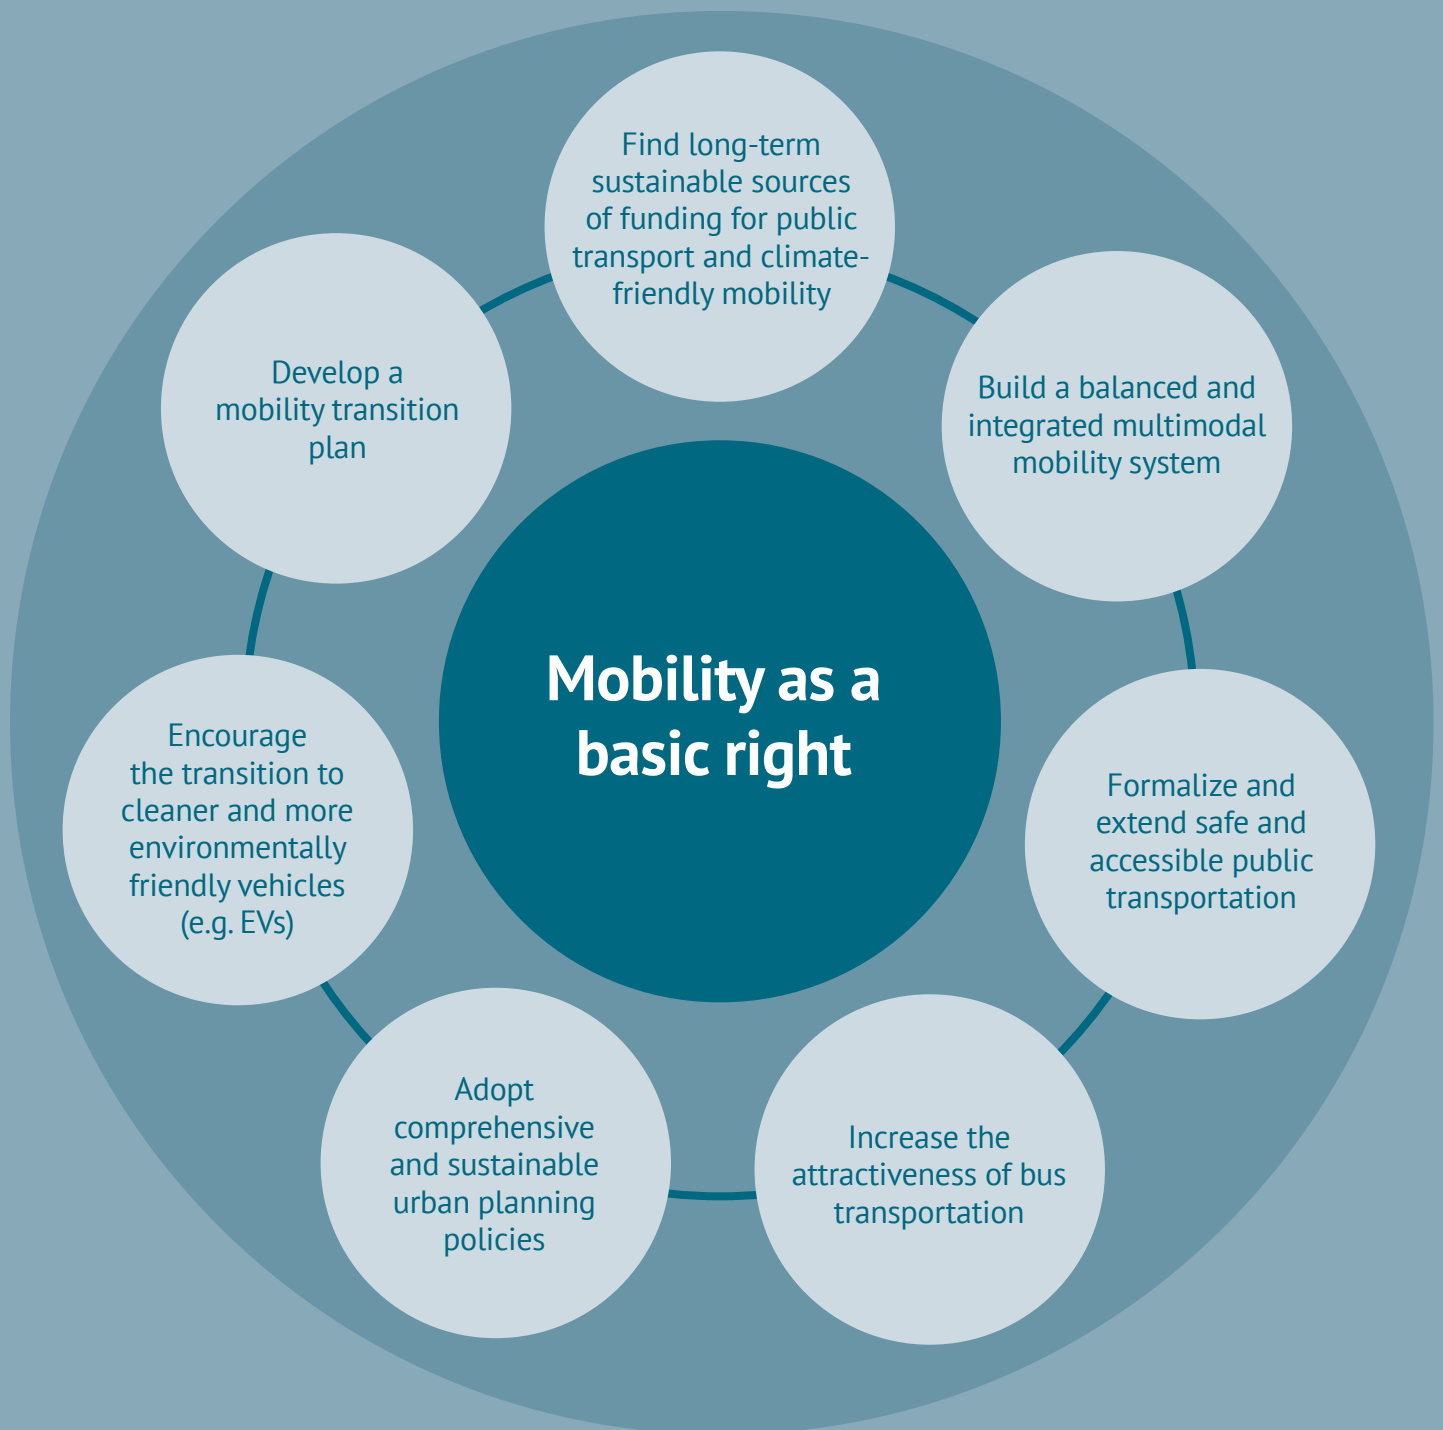 Find long-term
sustainable sources
of funding for public
transport and climate-
friendly mobility
Build a balanced and
integrated multimodal
mobility system
Formalize and
extend safe and
accessible public
transportation
Increase the
attractiveness of bus
transportation
Adopt
comprehensive
and sustainable
urban planning
policies
Encourage
the transition to
cleaner and more
environmentally
friendly vehicles
(e.g. EVs)
Develop a
mobility transition
plan
Mobility as a
basic right